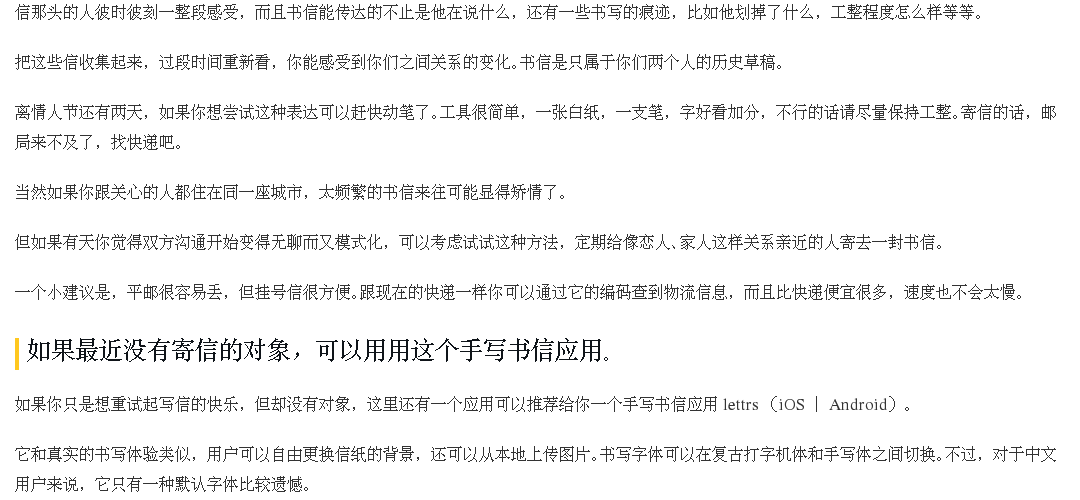 信那头的人彼时彼刻一整段感受，而且书信能传达的不止是他在说什么，还有一些书写的痕迹，比如他划掉了什么，工整程度怎么样等等。
把这些信收集起来，过段时间重新看，你能感受到你们之间关系的变化。书信是只属于你们两个人的历史草稿。
离情人节还有两天，如果你想尝试这种表达可以赶快动笔了。工具很简单，一张白纸，一支笔，字好看加分，不行的话请尽量保持工整。寄信的话，邮
局来不及了，找快递吧。
当然如果你跟关心的人都住在同一座城市，太频繁的书信来往可能显得矫情了。
但如果有天你觉得双方沟通开始变得无聊而又模式化，可以考虑试试这种方法，定期给像恋人、家人这样关系亲近的人寄去一封书信。
一个小建议是，平邮很容易丢，但挂号信很方便。跟现在的快递一样你可以通过它的编码查到物流信息，而且比快递便宜很多，速度也不会太慢。
如果最近没有寄信的对象，可以用用这个手写书信应用。
如果你只是想重试起写信的快乐，但却没有对象，这里还有一个应用可以推荐给你一个手写书信应用 lettrs（iOS | Android）。
它和真实的书写体验类似，用户可以自由更换信纸的背景，还可以从本地上传图片。书写字体可以在复古打字机体和手写体之间切换。不过，对于中文
用户来说，它只有一种默认字体比较遗憾。